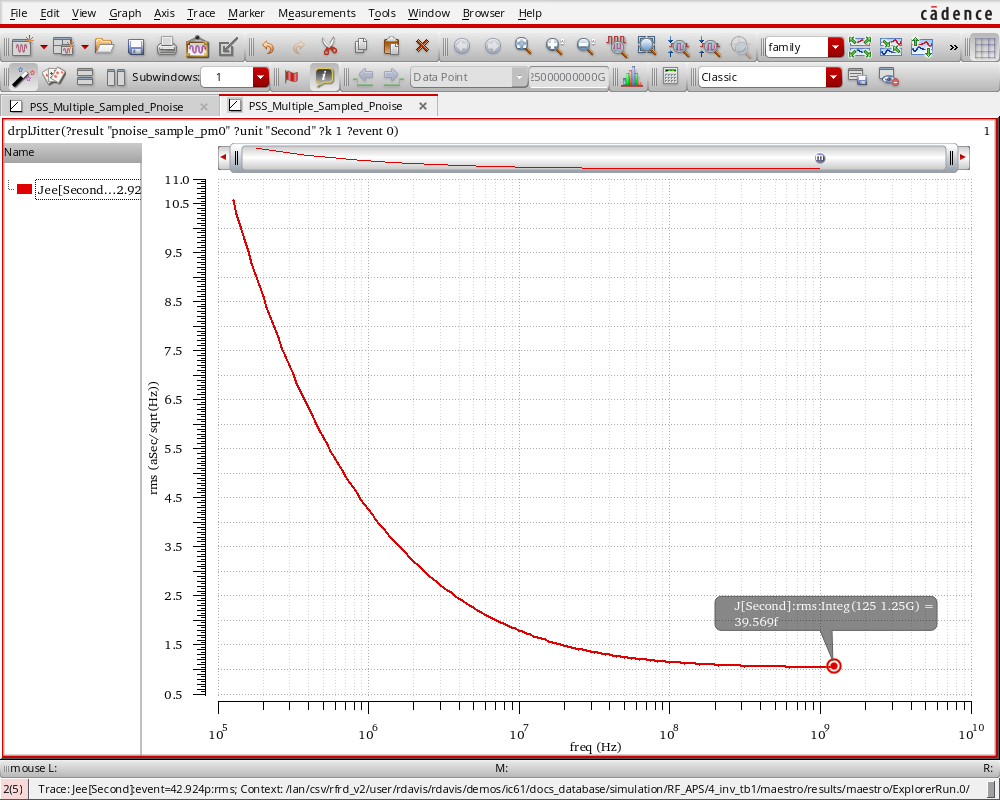 File Edit View Graph Axis Trace Marker Measurements Tools Window Browser Help
cādence
family
»
Subwindows: 1
Data Point
25000000000G
Classic
PSS_Multiple_Sampled_Pnoise
PSS_Multiple_Sampled_Pnoise
drplJitter(?result "pnoise_sample_pm0" ?unit "Second" ?k 1 ?event 0)
1
Name
Jee[Second...2.92
m
11.0
10.5
9.5
8.5
7.5
6.5
5.5
4.5
3.5
2.5
1.5
0.5
rms (aSec/sqrt(Hz))
J[Second]:rms:Integ(125 1.25G) =
39.569f
10^5 10^6 10^7 10^8 10^9 10^10
freq (Hz)
mouse L: M: R:
2(5) Trace: Jee[Second]:event=42.924p:rms; Context: /lan/csv/rfrd_v2/user/rdavis/rdavis/demos/ic61/docs_database/simulation/RF_APS/4_inv_tb1/maestro/results/maestro/ExplorerRun.0/